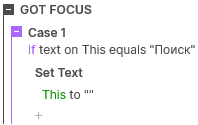 GOT FOCUS
Case 1
If text on This equals "Поиск"
Set Text
This to ""
+